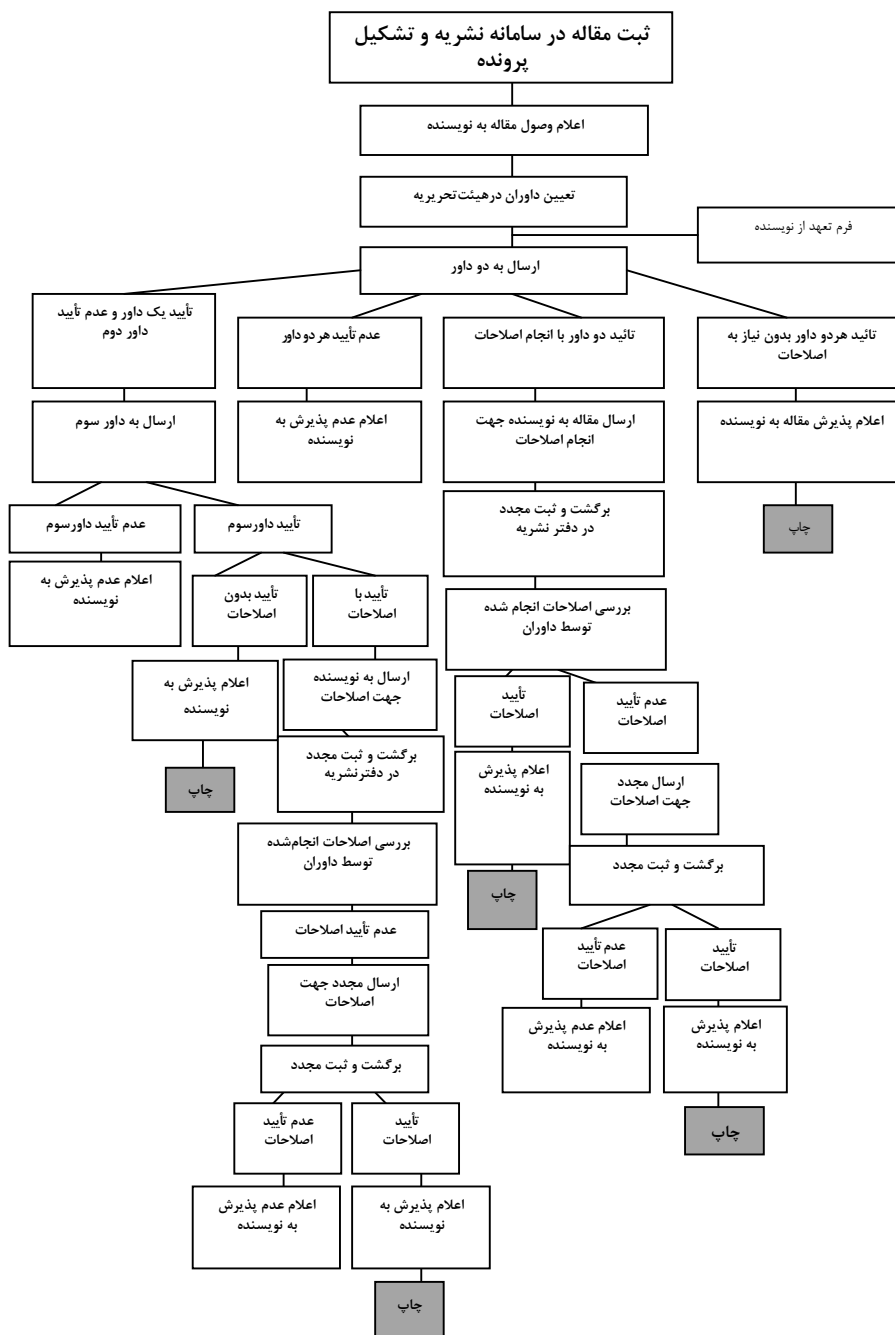 ثبت مقاله در سامانه نشریه و تشکیل
پرونده
اعلام وصول مقاله به نویسنده
تعیین داوران درهیئت‌تحریریه
فرم تعهد از نویسنده
ارسال به دو داور
تائید هردو داور بدون نیاز به
اصلاحات
تائید دو داور با انجام اصلاحات
عدم تأیید هر دو داور
تأیید یک داور و عدم تأیید
داور دوم
اعلام پذیرش مقاله به نویسنده
ارسال مقاله به نویسنده جهت
انجام اصلاحات
اعلام عدم پذیرش به
نویسنده
ارسال به داور سوم
چاپ
برگشت و ثبت مجدد
در دفتر نشریه
تأیید داورسوم
عدم تأیید داورسوم
بررسی اصلاحات انجام شده
توسط داوران
تأیید با
اصلاحات
تأیید بدون
اصلاحات
اعلام عدم پذیرش به
نویسنده
عدم تأیید
اصلاحات
تأیید
اصلاحات
ارسال به نویسنده
جهت اصلاحات
اعلام پذیرش به
نویسنده
ارسال مجدد
جهت اصلاحات
اعلام پذیرش
به نویسنده
برگشت و ثبت مجدد
در دفترنشریه
چاپ
برگشت و ثبت مجدد
چاپ
بررسی اصلاحات انجام‌شده
توسط داوران
تأیید
اصلاحات
عدم تأیید
اصلاحات
عدم تأیید اصلاحات
اعلام پذیرش
به نویسنده
اعلام عدم پذیرش
به نویسنده
ارسال مجدد جهت
اصلاحات
چاپ
برگشت و ثبت مجدد
تأیید
اصلاحات
عدم تأیید
اصلاحات
اعلام پذیرش به
نویسنده
اعلام عدم پذیرش
به نویسنده
چاپ